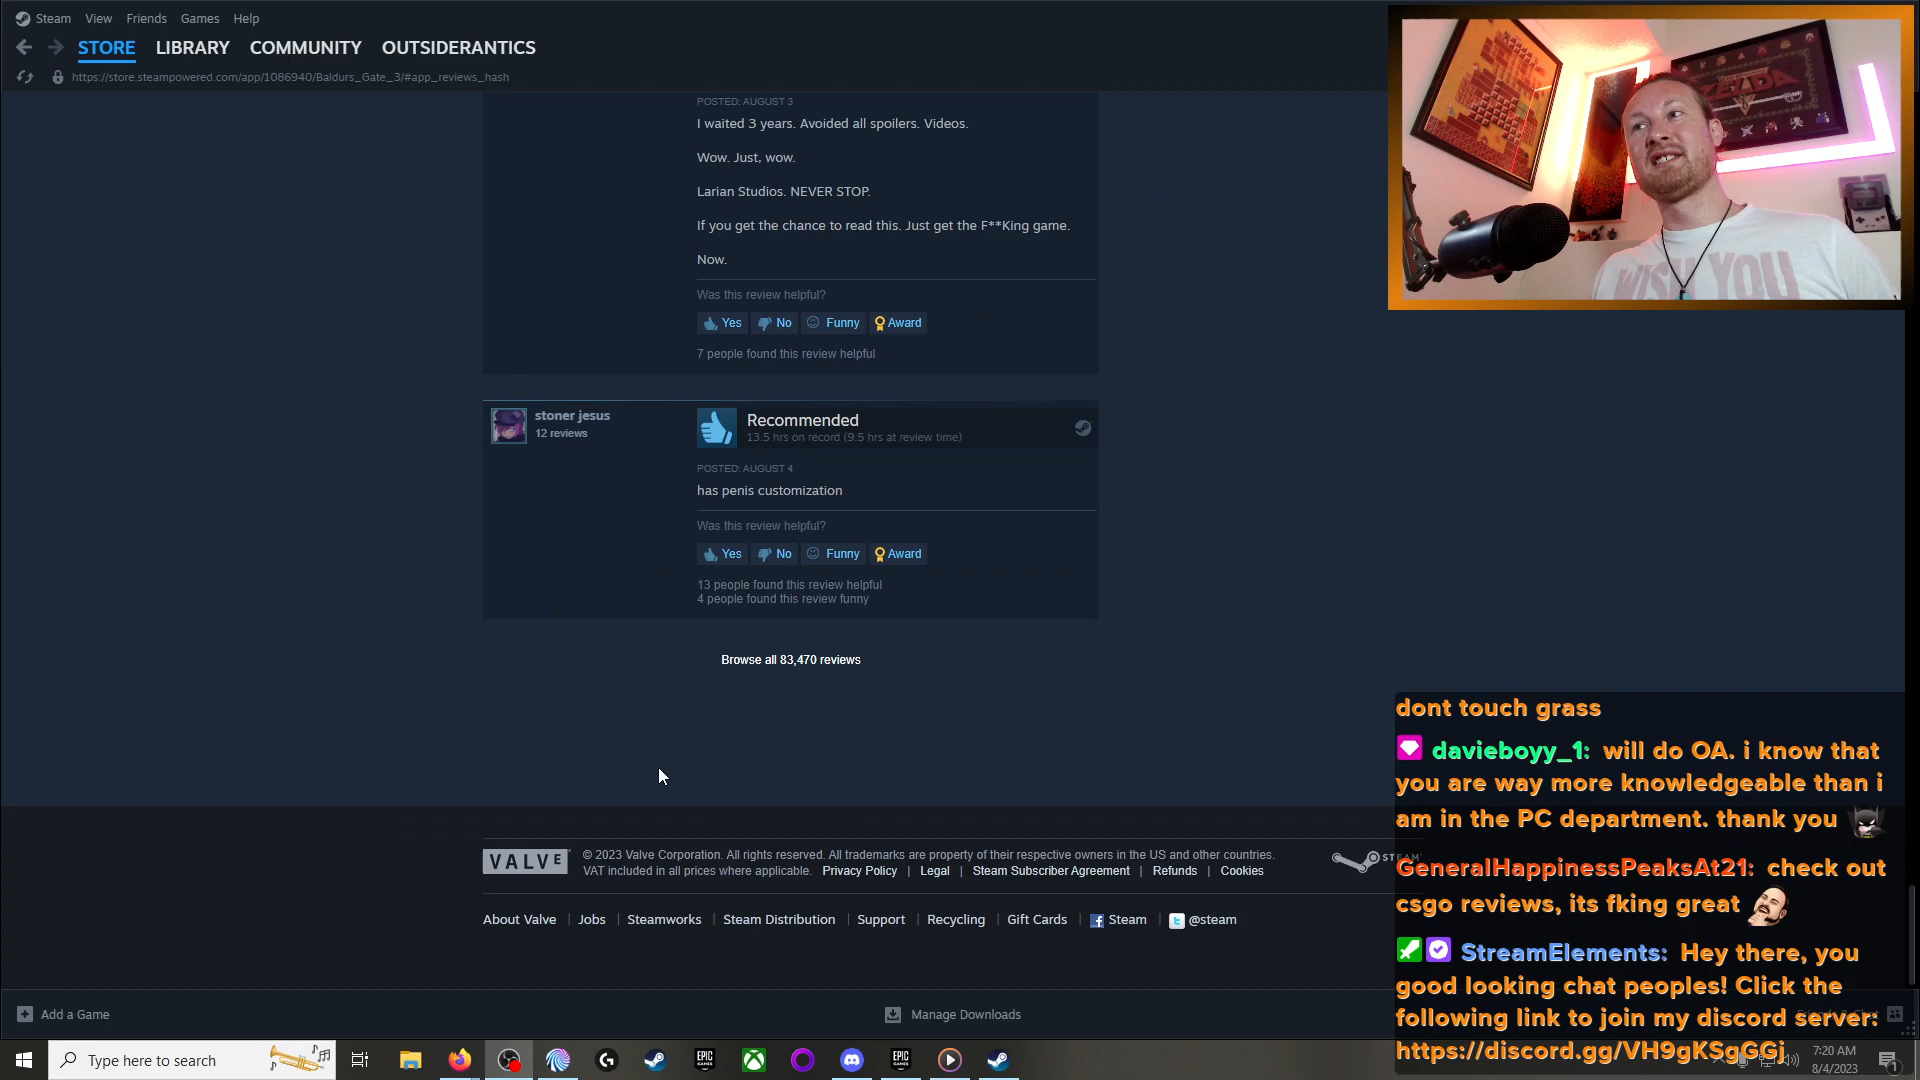 Steam View Friends Games Help
STORE LIBRARY COMMUNITY OUTSIDERANTICS
https://store.steampowered.com/app/1086940/Baldurs_Gate_3/#app_reviews_hash
POSTED: AUGUST 3
I waited 3 years. Avoided all spoilers. Videos.
Wow. Just, wow.
Larian Studios. NEVER STOP.
If you get the chance to read this. Just get the F**King game.
Now.
Was this review helpful?
Yes No Funny Award
7 people found this review helpful
stoner jesus
12 reviews
Recommended
13.5 hrs on record (9.5 hrs at review time)
POSTED: AUGUST 4
has penis customization
Was this review helpful?
Yes No Funny Award
13 people found this review helpful
4 people found this review funny
Browse all 83,470 reviews
VALVE
© 2023 Valve Corporation. All rights reserved. All trademarks are property of their respective owners in the US and other countries.
VAT included in all prices where applicable. Privacy Policy | Legal | Steam Subscriber Agreement | Refunds | Cookies
STEAM
About Valve | Jobs | Steamworks | Steam Distribution | Support | Recycling | Gift Cards | Steam | @steam
Add a Game
Manage Downloads
ZELDA
WISH YOU
dont touch grass
davieboyy_1: will do OA. i know that
you are way more knowledgeable than i
am in the PC department. thank you
GeneralHappinessPeaksAt21: check out
csgo reviews, its fking great
StreamElements: Hey there, you
good looking chat peoples! Click the
following link to join my discord server:
https://discord.gg/VH9gKSgGGj
Type here to search
EPIC GAMES
EPIC GAMES
7:20 AM
8/4/2023
1